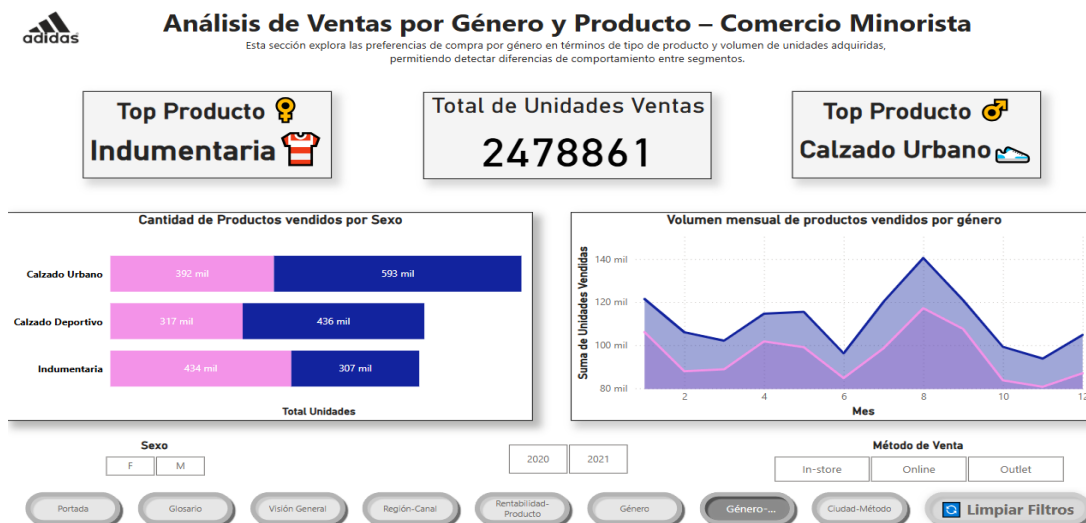 adidas
Análisis de Ventas por Género y Producto – Comercio Minorista
Esta sección explora las preferencias de compra por género en términos de tipo de producto y volumen de unidades adquiridas,
permitiendo detectar diferencias de comportamiento entre segmentos.
Top Producto
Indumentaria
Total de Unidades Ventas
2478861
Top Producto
Calzado Urbano
Cantidad de Productos vendidos por Sexo
Calzado Urbano
392 mil
593 mil
Calzado Deportivo
317 mil
436 mil
Indumentaria
434 mil
307 mil
Total Unidades
Volumen mensual de productos vendidos por género
Suma de Unidades Vendidas
140 mil
120 mil
100 mil
80 mil
2
4
6
8
10
12
Mes
Sexo
F
M
2020
2021
Método de Venta
In-store
Online
Outlet
Portada
Glosario
Visión General
Región-Canal
Rentabilidad-
Producto
Género
Género-...
Ciudad-Método
Limpiar Filtros